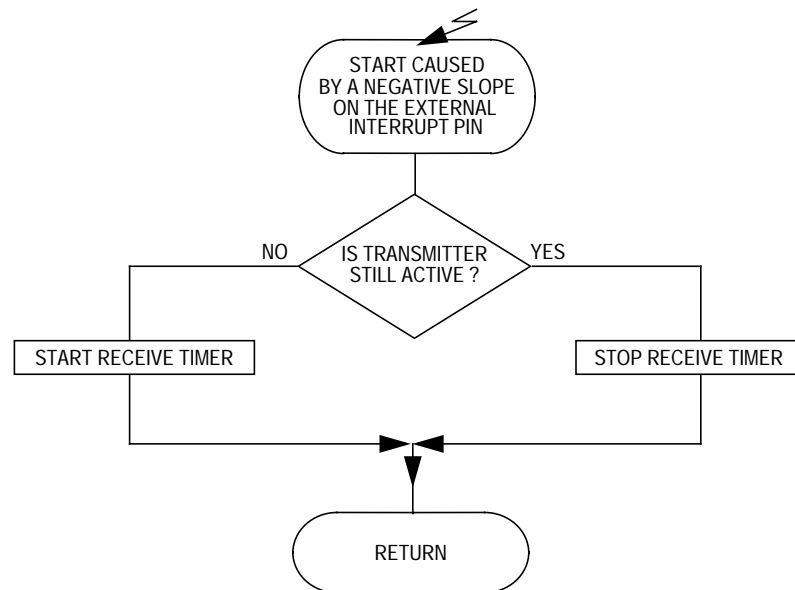 START CAUSED
BY A NEGATIVE SLOPE
ON THE EXTERNAL
INTERRUPT PIN
NO
IS TRANSMITTER
STILL ACTIVE ?
YES
START RECEIVE TIMER
STOP RECEIVE TIMER
RETURN